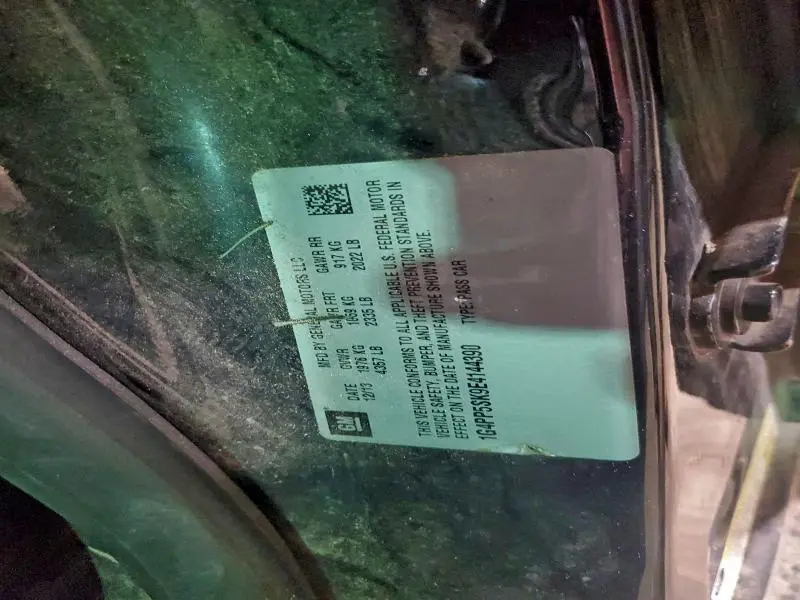 GM
MFD BY GENERAL MOTORS LLC
DATE GVWR GAWR FRT GAWR RR
12/13 1976 KG 1059 KG 917 KG
4357 LB 2335 LB 2022 LB
THIS VEHICLE CONFORMS TO ALL APPLICABLE U.S. FEDERAL MOTOR
VEHICLE SAFETY, BUMPER, AND THEFT PREVENTION STANDARDS IN
EFFECT ON THE DATE OF MANUFACTURE SHOWN ABOVE.
1G4PP5SK9E4144390 TYPE: PASS CAR